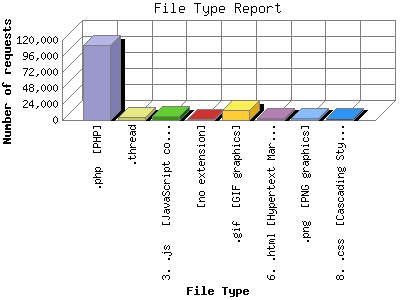 File Type Report
Number of requests
120,000
96,000
72,000
48,000
24,000
0
.php [PHP]
.thread
3. .js [JavaScript co...
[no extension]
.gif [GIF graphics]
6. .html [Hypertext Mar...
.png [PNG graphics]
8. .css [Cascading Sty...
File Type